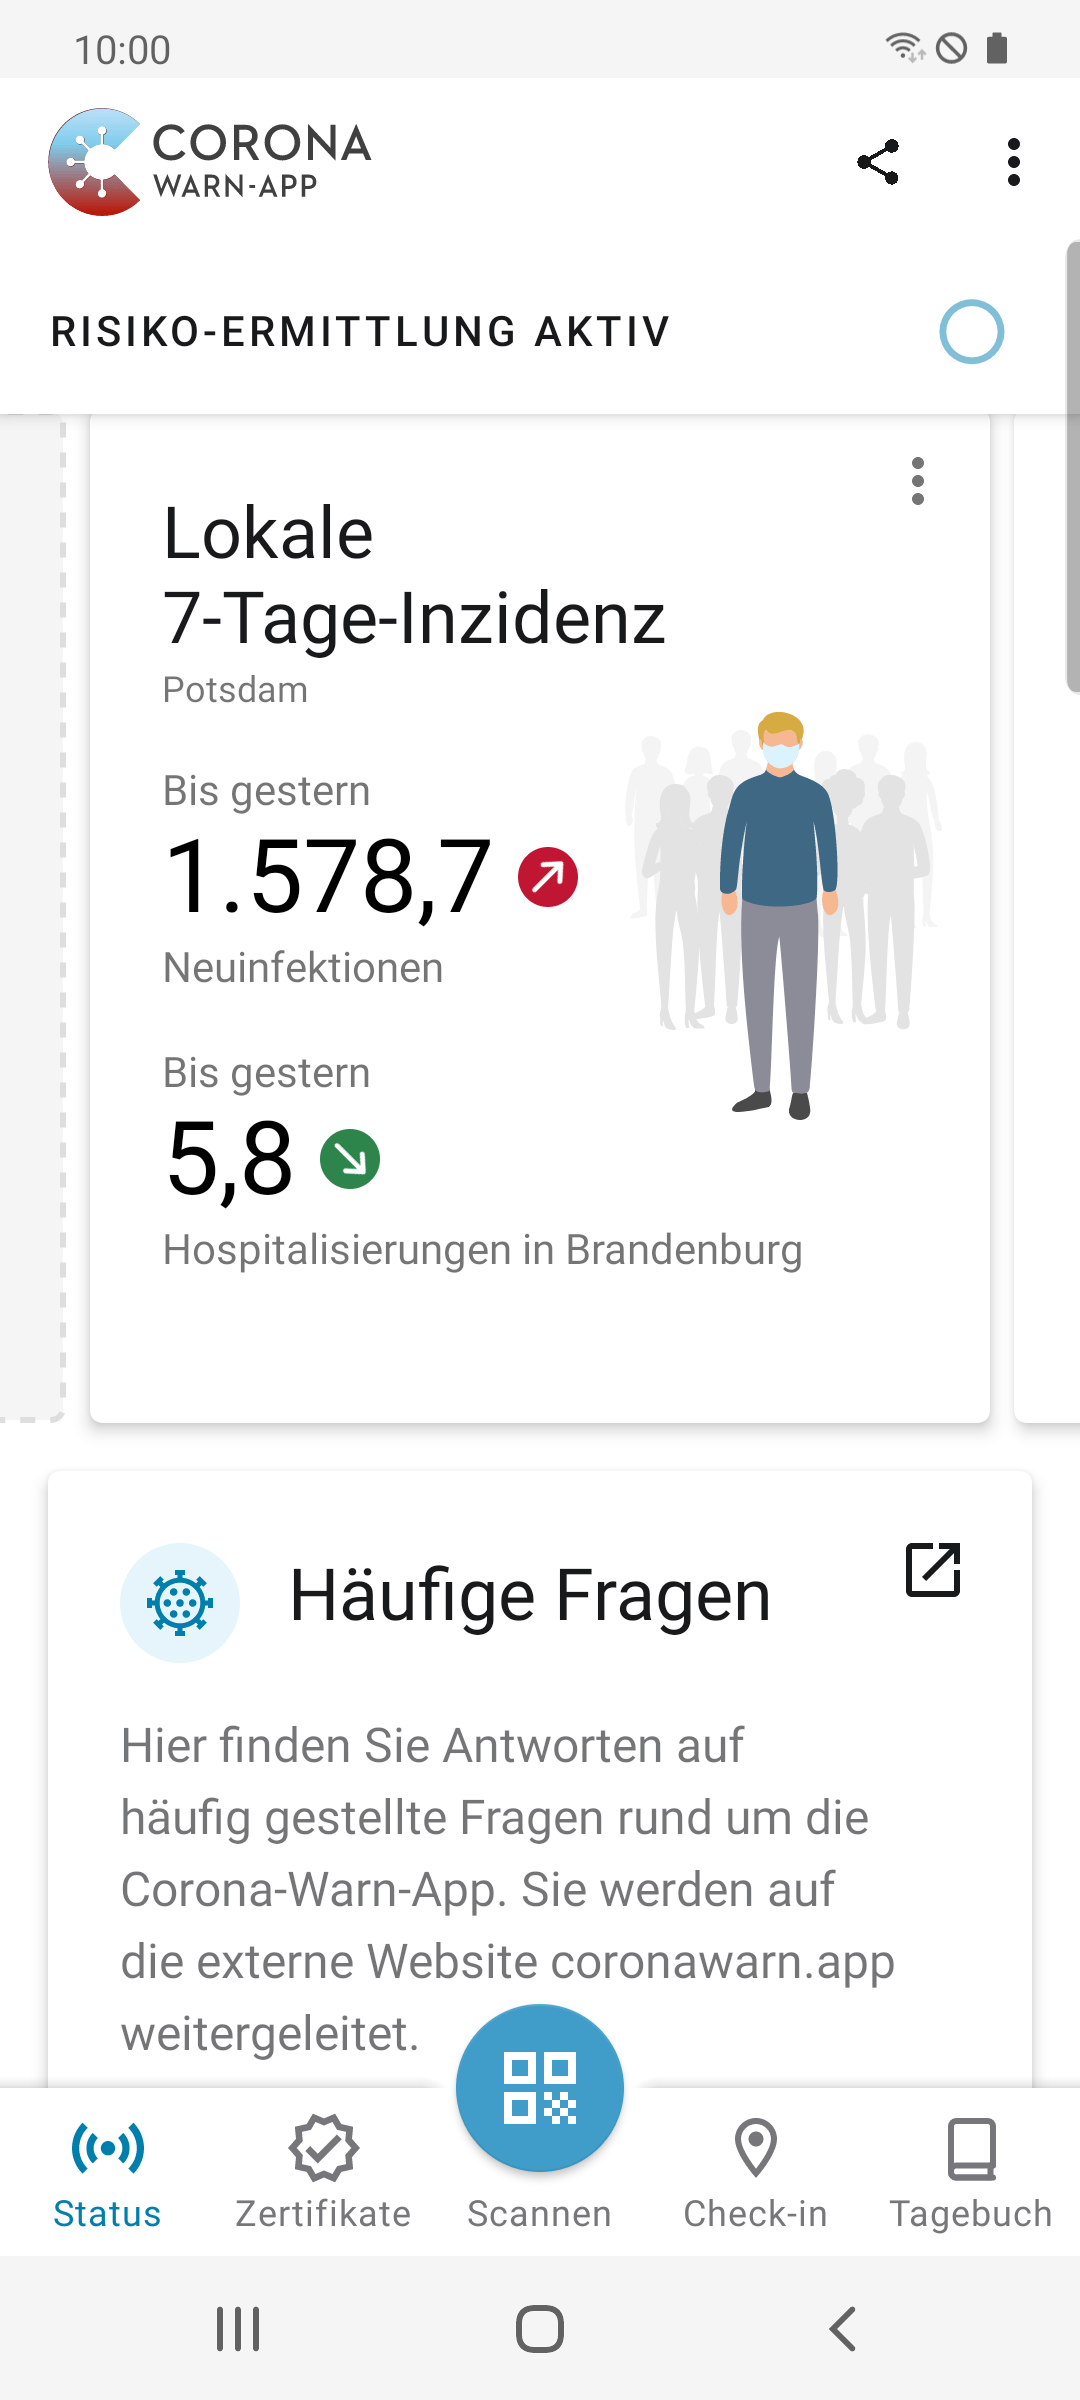 10:00
CORONA
WARN-APP
RISIKO-ERMITTLUNG AKTIV
Lokale
7-Tage-Inzidenz
Potsdam
Bis gestern
1.578,7
Neuinfektionen
Bis gestern
5,8
Hospitalisierungen in Brandenburg
Häufige Fragen
Hier finden Sie Antworten auf
häufig gestellte Fragen rund um die
Corona-Warn-App. Sie werden auf
die externe Website coronawarn.app
weitergeleitet.
Status
Zertifikate
Scannen
Check-in
Tagebuch